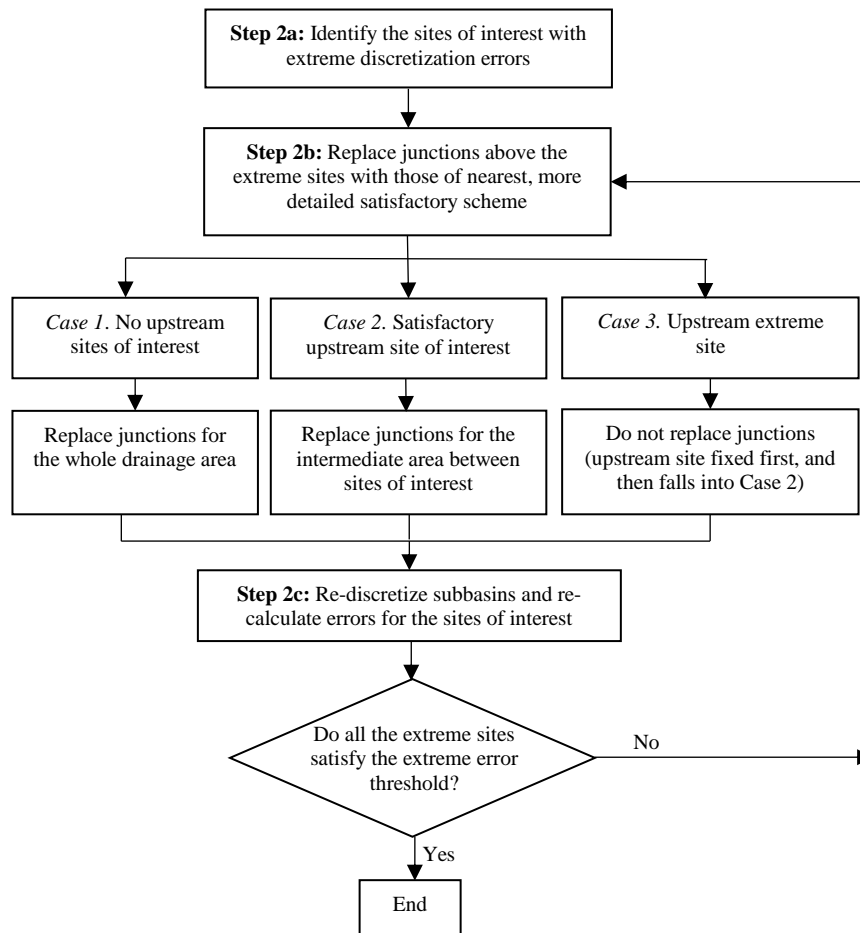 Step 2a: Identify the sites of interest with
extreme discretization errors
Step 2b: Replace junctions above the
extreme sites with those of nearest, more
detailed satisfactory scheme
Case 1. No upstream
sites of interest
Case 2. Satisfactory
upstream site of interest
Case 3. Upstream extreme
site
Replace junctions for
the whole drainage area
Replace junctions for the
intermediate area between
sites of interest
Do not replace junctions
(upstream site fixed first, and
then falls into Case 2)
Step 2c: Re-discretize subbasins and re-
calculate errors for the sites of interest
Do all the extreme sites
satisfy the extreme error
threshold?
No
Yes
End